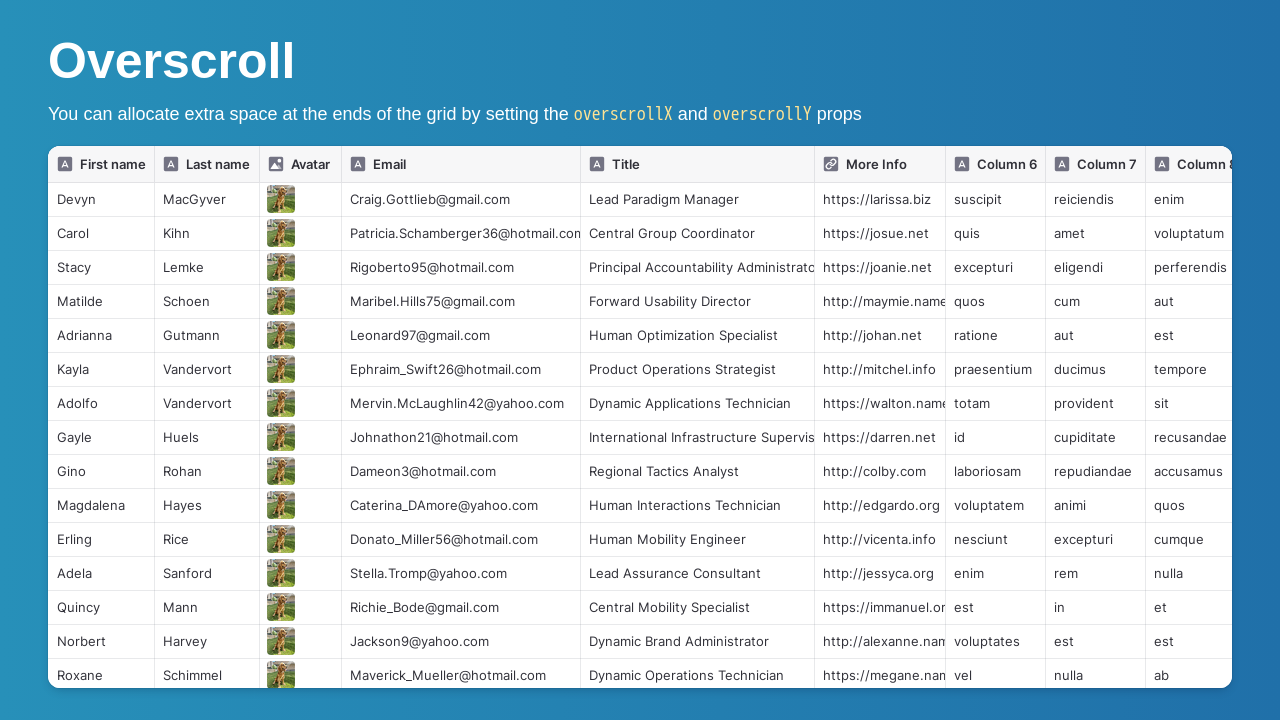 Overscroll
You can allocate extra space at the ends of the grid by setting the overscrollX and overscrollY props
First name Last name Avatar Email Title More Info Column 6 Column 7 Column 8
Devyn MacGyver Craig.Gottlieb@gmail.com Lead Paradigm Manager https://larissa.biz suscipit reiciendis enim
Carol Kihn Patricia.Schamberger36@hotmail.com Central Group Coordinator https://josue.net quis amet voluptatum
Stacy Lemke Rigoberto95@hotmail.com Principal Accountability Administrato https://joanie.net excepturi eligendi perferendis
Matilde Schoen Maribel.Hills75@gmail.com Forward Usability Director http://maymie.name quos cum aut
Adrianna Gutmann Leonard97@gmail.com Human Optimization Specialist http://johan.net ratione aut est
Kayla Vandervort Ephraim_Swift26@hotmail.com Product Operations Strategist http://mitchel.info praesentium ducimus tempore
Adolfo Vandervort Mervin.McLaughlin42@yahoo.com Dynamic Applications Technician https://walton.name totam provident sit
Gayle Huels Johnathon21@hotmail.com International Infrastructure Supervis https://darren.net id cupiditate recusandae
Gino Rohan Dameon3@hotmail.com Regional Tactics Analyst http://colby.com laboriosam repudiandae accusamus
Magdalena Hayes Caterina_DAmore@yahoo.com Human Interactions Technician http://edgardo.org voluptatem animi quos
Erling Rice Donato_Miller56@hotmail.com Human Mobility Engineer http://vicenta.info nesciunt excepturi cumque
Adela Sanford Stella.Tromp@yahoo.com Lead Assurance Consultant http://jessyca.org enim rem nulla
Quincy Mann Richie_Bode@gmail.com Central Mobility Specialist https://immanuel.or esse in et
Norbert Harvey Jackson9@yahoo.com Dynamic Brand Administrator http://alexanne.nam voluptates est est
Roxane Schimmel Maverick_Mueller@hotmail.com Dynamic Operations Technician https://megane.nam velit nulla ab